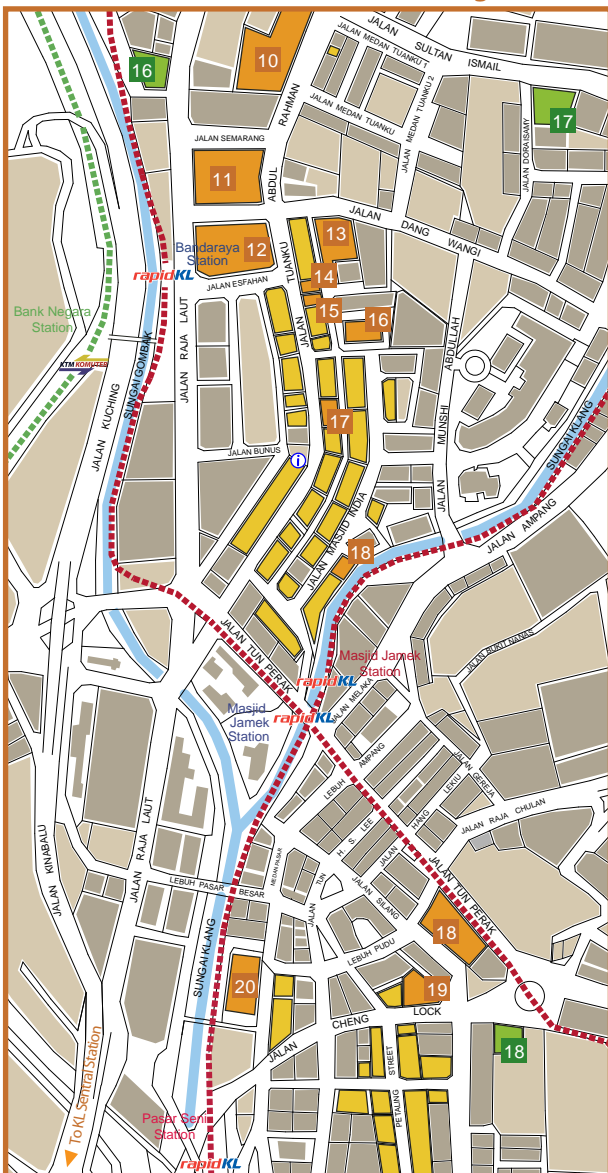 JALAN SULTAN ISMAIL
JALAN MEDAN TUANKU 1
10
16
JALAN MEDAN TUANKU 2
JALAN MEDAN TUANKU
17
JALAN SEMARANG
JALAN DORAISAMY
11
JALAN TUANKU ABDUL RAHMAN
JALAN DANG WANGI
13
12
Bandaraya
Station
rapidKL
JALAN ESFAHAN
14
15
16
Bank Negara
Station
KTM KOMUTER
SUNGAI GOMBAK
JALAN KUCHING
JALAN RAJA LAUT
JALAN MUNSHI ABDULLAH
17
JALAN BUNUS
i
SUNGAI KLANG
JALAN AMPANG
JALAN MASJID INDIA
18
JALAN TUN PERAK
JALAN BUKIT NANAS
Masjid Jamek
Station
rapidKL
JALAN MELAKA
Masjid
Jamek
Station
rapidKL
LEBUH AMPANG
JALAN GEREJA
JALAN HANG LEKIU
JALAN RAJA CHULAN
JALAN KINABALU
JALAN RAJA LAUT
JALAN TUN H. S. LEE
MEDAN PASAR
LEBUH PASAR BESAR
JALAN SILANG
JALAN TUN PERAK
18
LEBUH PUDU
SUNGAI KLANG
20
19
JALAN CHENG LOCK
18
To KL Sentral Station
PETALING STREET
Pasar Seni
Station
rapidKL